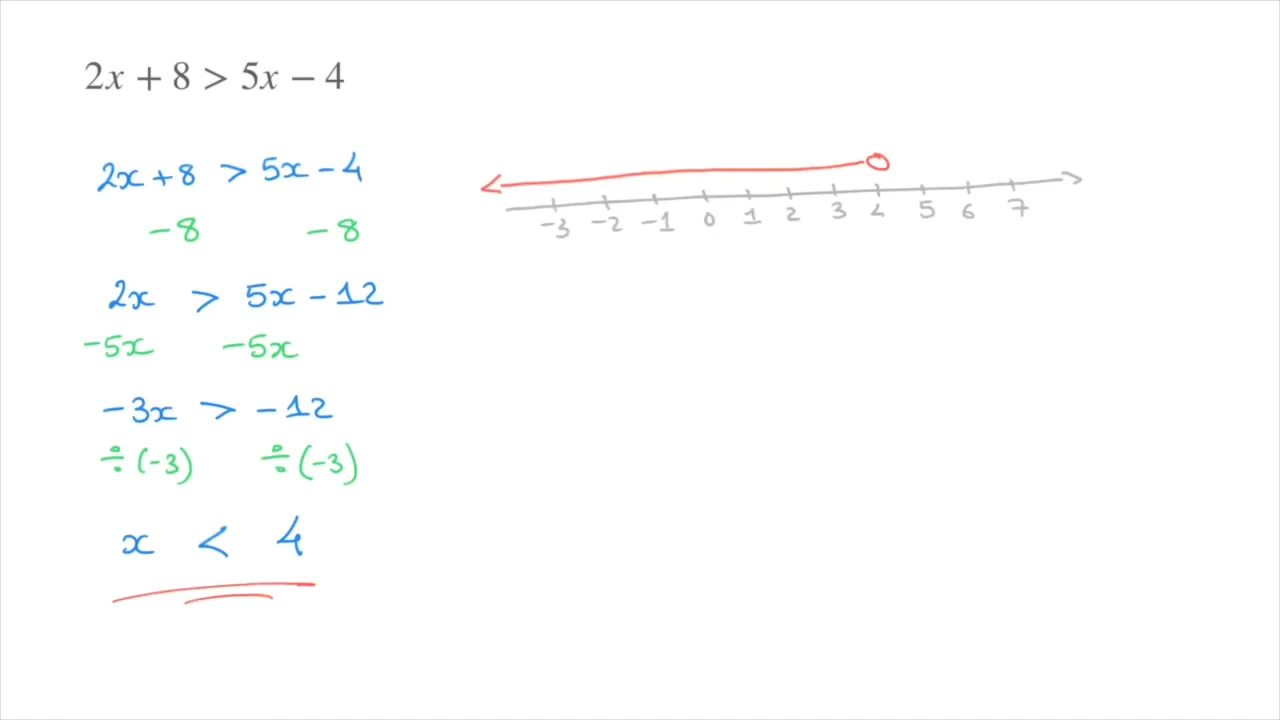 2x + 8 > 5x − 4
2x + 8 > 5x − 4
−8 −8
2x > 5x − 12
−5x −5x
−3x > −12
÷(−3) ÷(−3)
x < 4
−3 −2 −1 0 1 2 3 4 5 6 7